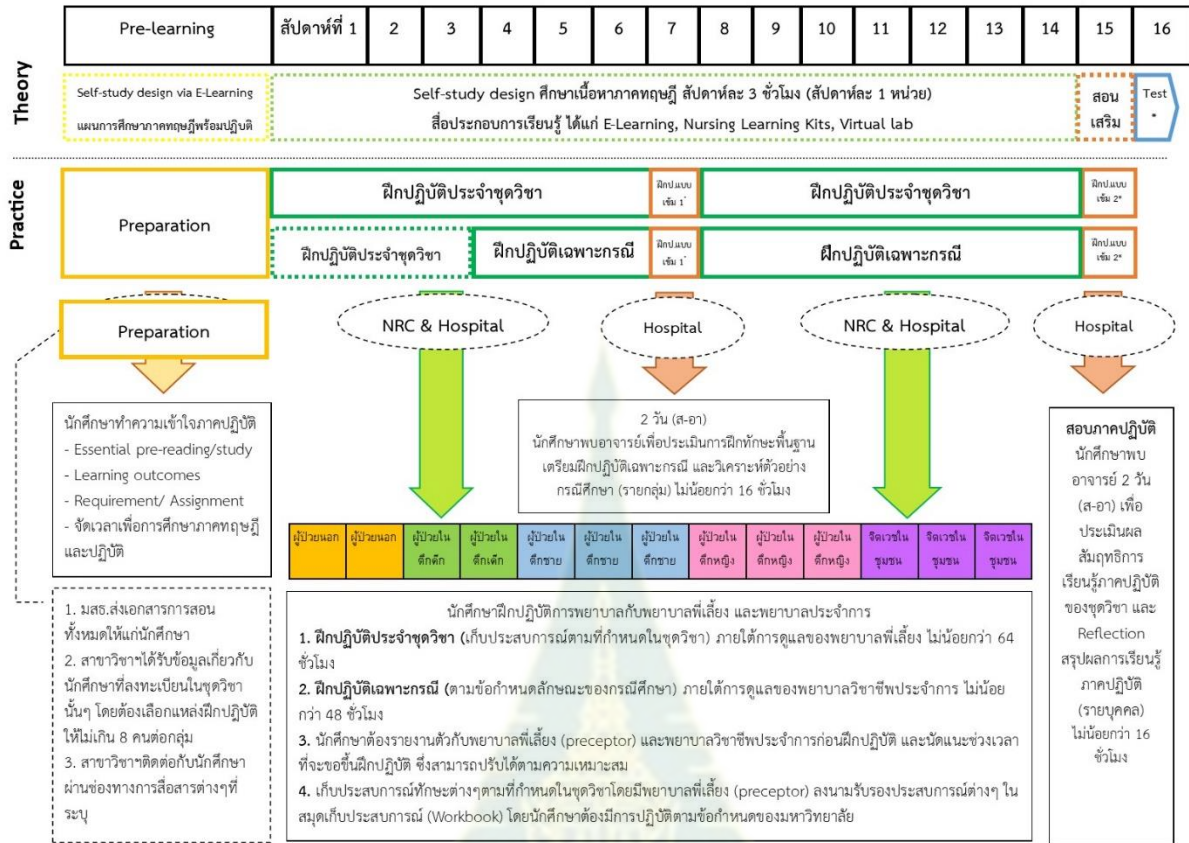 Pre-learning
สัปดาห์ที่ 1
2
3
4
5
6
7
8
9
10
11
12
13
14
15
16
Theory
Self-study design via E-Learning
แผนการศึกษาภาคทฤษฎีพร้อมปฏิบัติ
Self-study design ศึกษาเนื้อหาภาคทฤษฎี สัปดาห์ละ 3 ชั่วโมง (สัปดาห์ละ 1 หน่วย)
สื่อประกอบการเรียนรู้ ได้แก่ E-Learning, Nursing Learning Kits, Virtual lab
สอน
เสริม
Test
*
Practice
Preparation
ฝึกปฏิบัติประจำชุดวิชา
ฝึกป.แบบ
เข้ม 1*
ฝึกปฏิบัติประจำชุดวิชา
ฝึกป.แบบ
เข้ม 2*
ฝึกปฏิบัติประจำชุดวิชา
ฝึกปฏิบัติเฉพาะกรณี
ฝึกป.แบบ
เข้ม 1*
ฝึกปฏิบัติเฉพาะกรณี
ฝึกป.แบบ
เข้ม 2*
Preparation
NRC & Hospital
Hospital
NRC & Hospital
Hospital
นักศึกษาทำความเข้าใจภาคปฏิบัติ
- Essential pre-reading/study
- Learning outcomes
- Requirement/ Assignment
- จัดเวลาเพื่อการศึกษาภาคทฤษฎี
และปฏิบัติ
2 วัน (ส-อา)
นักศึกษาพบอาจารย์เพื่อประเมินการฝึกทักษะพื้นฐาน
เตรียมฝึกปฏิบัติเฉพาะกรณี และวิเคราะห์ตัวอย่าง
กรณีศึกษา (รายกลุ่ม) ไม่น้อยกว่า 16 ชั่วโมง
สอบภาคปฏิบัติ
นักศึกษาพบ
อาจารย์ 2 วัน
(ส-อา) เพื่อ
ประเมินผล
สัมฤทธิการ
เรียนรู้ภาคปฏิบัติ
ของชุดวิชา และ
Reflection
สรุปผลการเรียนรู้
ภาคปฏิบัติ
(รายบุคคล)
ไม่น้อยกว่า 16
ชั่วโมง
ผู้ป่วยนอก
ผู้ป่วยนอก
ผู้ป่วยใน
ตึกเด็ก
ผู้ป่วยใน
ตึกเด็ก
ผู้ป่วยใน
ตึกชาย
ผู้ป่วยใน
ตึกชาย
ผู้ป่วยใน
ตึกชาย
ผู้ป่วยใน
ตึกหญิง
ผู้ป่วยใน
ตึกหญิง
ผู้ป่วยใน
ตึกหญิง
จิตเวชใน
ชุมชน
จิตเวชใน
ชุมชน
จิตเวชใน
ชุมชน
1. มสธ.ส่งเอกสารการสอน
ทั้งหมดให้แก่นักศึกษา
2. สาขาวิชาฯได้รับข้อมูลเกี่ยวกับ
นักศึกษาที่ลงทะเบียนในชุดวิชา
นั้นๆ โดยต้องเลือกแหล่งฝึกปฏิบัติ
ให้ไม่เกิน 8 คนต่อกลุ่ม
3. สาขาวิชาฯติดต่อกับนักศึกษา
ผ่านช่องทางการสื่อสารต่างๆที่
ระบุ
นักศึกษาฝึกปฏิบัติการพยาบาลกับพยาบาลพี่เลี้ยง และพยาบาลประจำการ
1. ฝึกปฏิบัติประจำชุดวิชา (เก็บประสบการณ์ตามที่กำหนดในชุดวิชา) ภายใต้การดูแลของพยาบาลพี่เลี้ยง ไม่น้อยกว่า 64
ชั่วโมง
2. ฝึกปฏิบัติเฉพาะกรณี (ตามข้อกำหนดลักษณะของกรณีศึกษา) ภายใต้การดูแลของพยาบาลวิชาชีพประจำการ ไม่น้อย
กว่า 48 ชั่วโมง
3. นักศึกษาต้องรายงานตัวกับพยาบาลพี่เลี้ยง (preceptor) และพยาบาลวิชาชีพประจำการก่อนฝึกปฏิบัติ และนัดแนะช่วงเวลา
ที่จะขอขึ้นฝึกปฏิบัติ ซึ่งสามารถปรับได้ตามความเหมาะสม
4. เก็บประสบการณ์ทักษะต่างๆตามที่กำหนดในชุดวิชาโดยมีพยาบาลพี่เลี้ยง (preceptor) ลงนามรับรองประสบการณ์ต่างๆ ใน
สมุดเก็บประสบการณ์ (Workbook) โดยนักศึกษาต้องมีการปฏิบัติตามข้อกำหนดของมหาวิทยาลัย